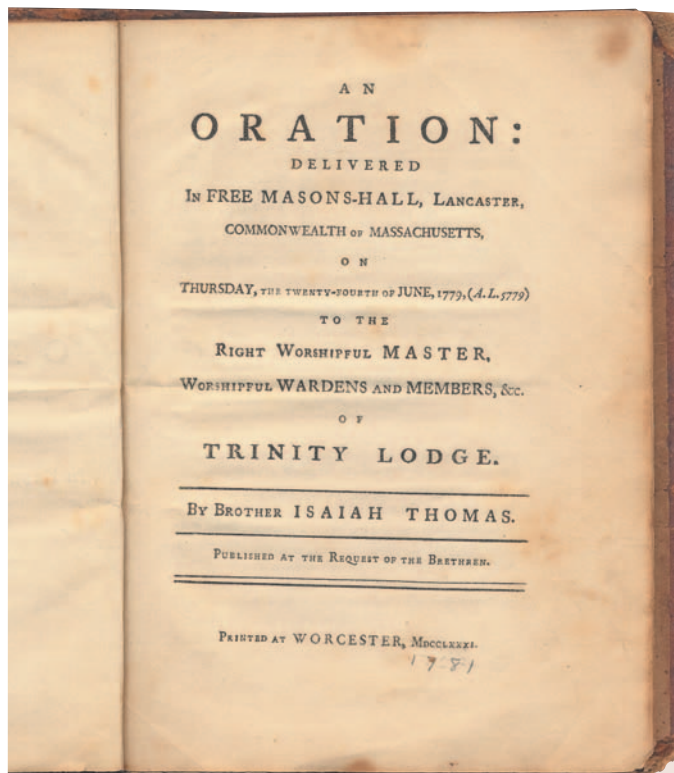 AN
ORATION:
DELIVERED
IN FREE MASONS-HALL, LANCASTER,
COMMONWEALTH OF MASSACHUSETTS,
ON
THURSDAY, THE TWENTY-FOURTH OF JUNE, 1779, (A.L. 5779)
TO THE
RIGHT WORSHIPFUL MASTER,
WORSHIPFUL WARDENS AND MEMBERS, &c.
OF
TRINITY LODGE.
BY BROTHER ISAIAH THOMAS.
PUBLISHED AT THE REQUEST OF THE BRETHREN.
PRINTED AT WORCESTER, MDCCLXXXI.
1781